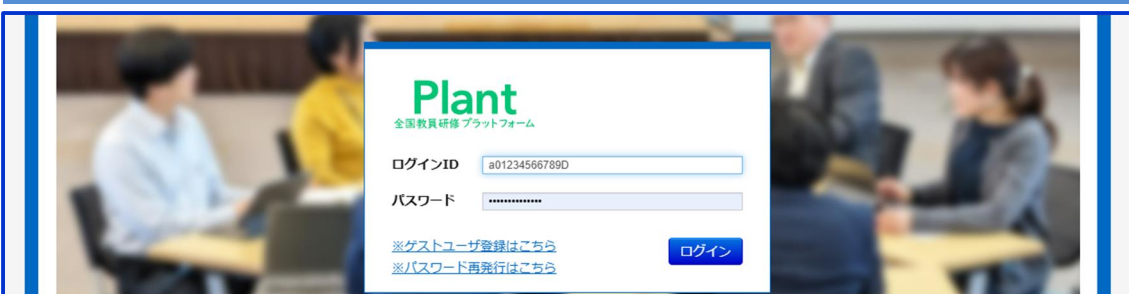 Plant
全国教員研修プラットフォーム
ログインID a01234566789D
パスワード ••••••••••••••
※ゲストユーザ登録はこちら
ログイン
※パスワード再発行はこちら